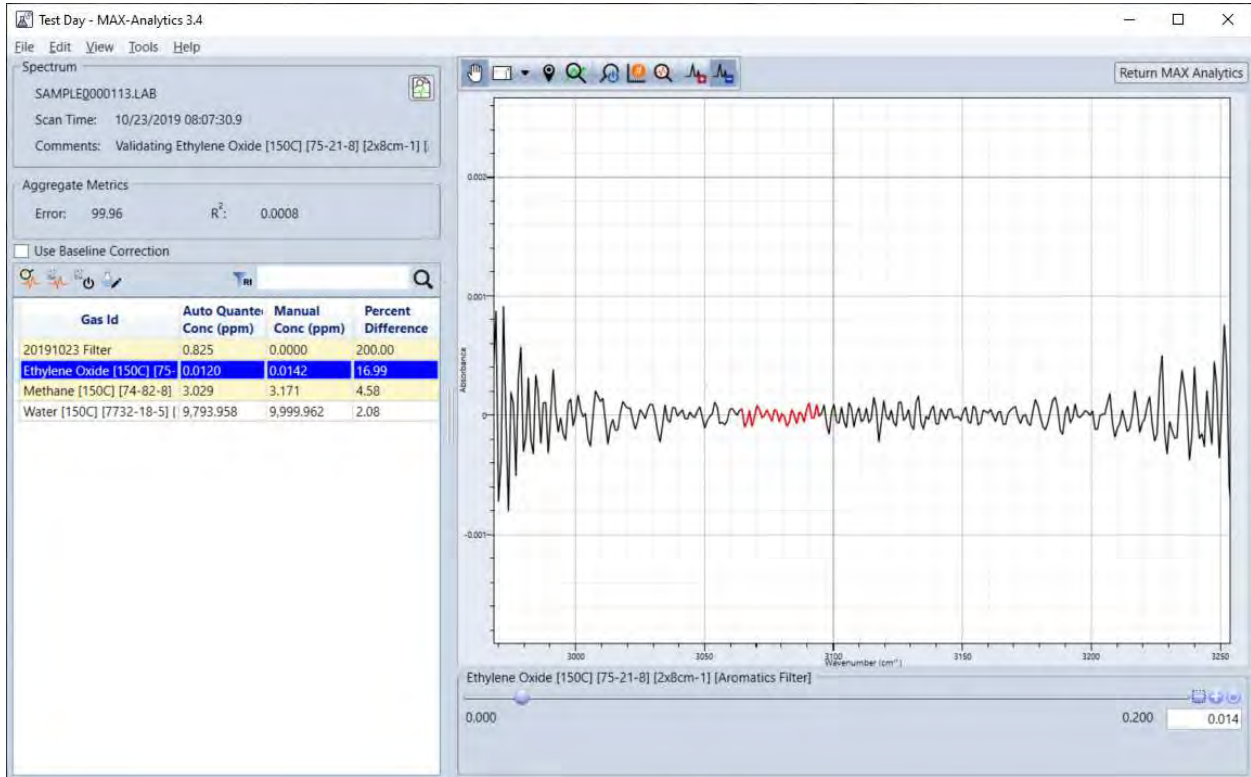 Test Day - MAX-Analytics 3.4
File Edit View Tools Help
Spectrum
SAMPLE0000113.LAB
Scan Time: 10/23/2019 08:07:30.9
Comments: Validating Ethylene Oxide [150C] [75-21-8] [2x8cm-1] [
Aggregate Metrics
Error: 99.96 R²: 0.0008
Use Baseline Correction
RI
Gas Id Auto Quante Manual Percent
Conc (ppm) Conc (ppm) Difference
20191023 Filter 0.825 0.0000 200.00
Ethylene Oxide [150C] [75- 0.0120 0.0142 16.99
Methane [150C] [74-82-8] 3.029 3.171 4.58
Water [150C] [7732-18-5] ( 9,793.958 9,999.962 2.08
Return MAX Analytics
0.002
0.001
0
-0.001
Absorbance
3000 3050 3100 3150 3200 3250
Wavenumber (cm⁻¹)
Ethylene Oxide [150C] [75-21-8] [2x8cm-1] [Aromatics Filter]
0.000 0.200 0.014